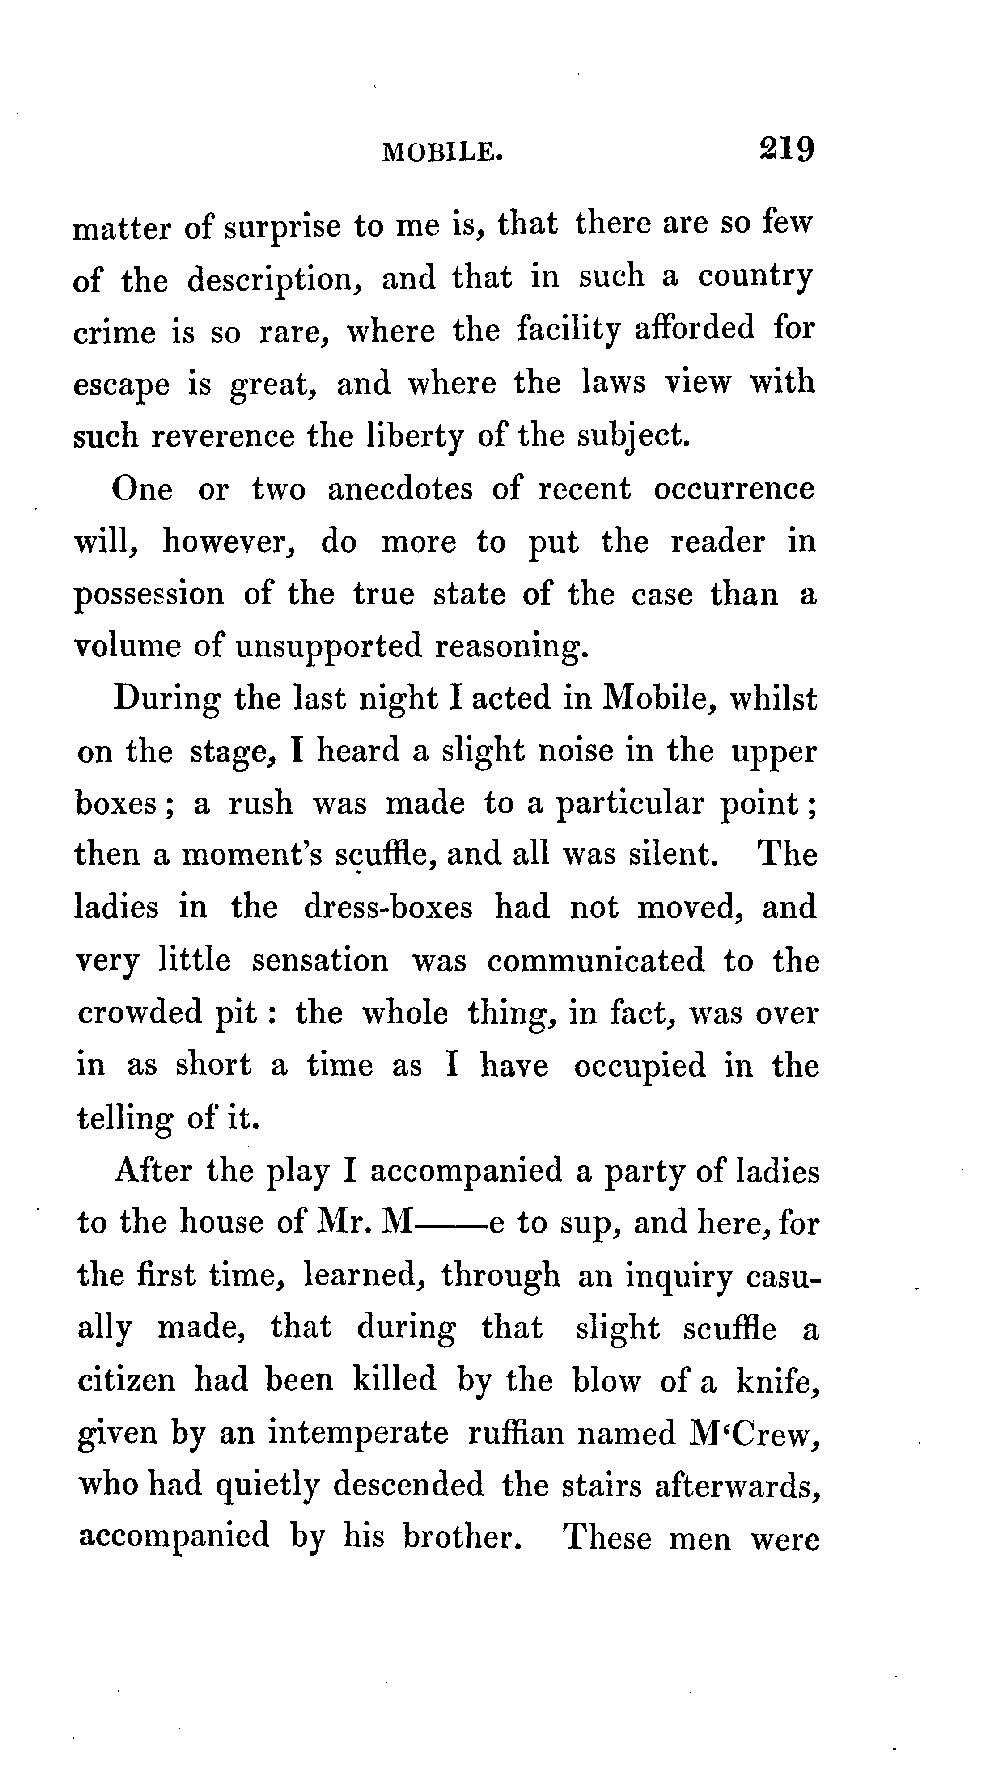 MOBILE. 219
matter of surprise to me is, that there are so few
of the description, and that in such a country
crime is so rare, where the facility afforded for
escape is great, and where the laws view with
such reverence the liberty of the subject.
One or two anecdotes of recent occurrence
will, however, do more to put the reader in
possession of the true state of the case than a
volume of unsupported reasoning.
During the last night I acted in Mobile, whilst
on the stage, I heard a slight noise in the upper
boxes; a rush was made to a particular point;
then a moment's scuffle, and all was silent. The
ladies in the dress-boxes had not moved, and
very little sensation was communicated to the
crowded pit: the whole thing, in fact, was over
in as short a time as I have occupied in the
telling of it.
After the play I accompanied a party of ladies
to the house of Mr. M——e to sup, and here, for
the first time, learned, through an inquiry casu-
ally made, that during that slight scuffle a
citizen had been killed by the blow of a knife,
given by an intemperate ruffian named M‘Crew,
who had quietly descended the stairs afterwards,
accompanied by his brother. These men were